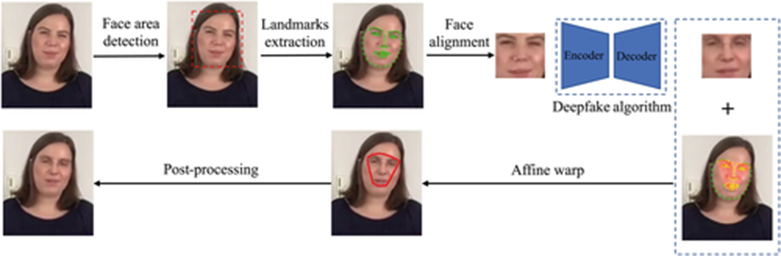 Face area
detection
Landmarks
extraction
Face
alignment
Encoder
Decoder
Deepfake algorithm
+
Affine warp
Post-processing